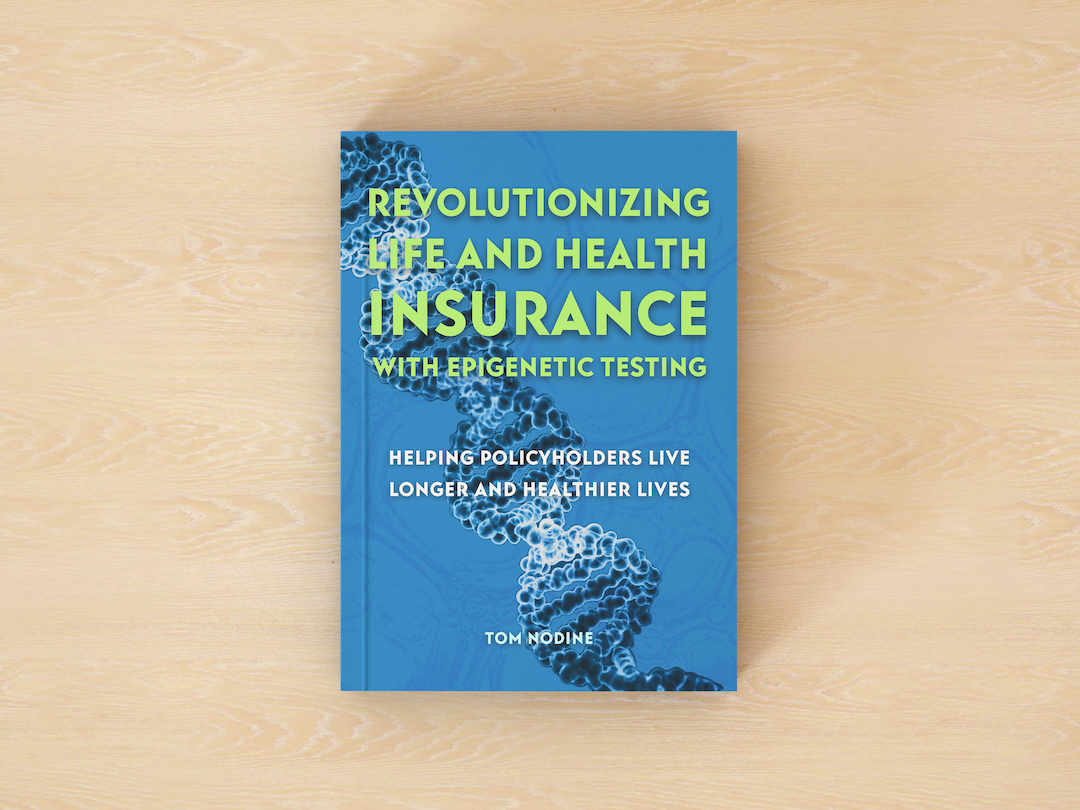 REVOLUTIONIZING
LIFE AND HEALTH
INSURANCE
WITH EPIGENETIC TESTING
HELPING POLICYHOLDERS LIVE
LONGER AND HEALTHIER LIVES
TOM NODINE